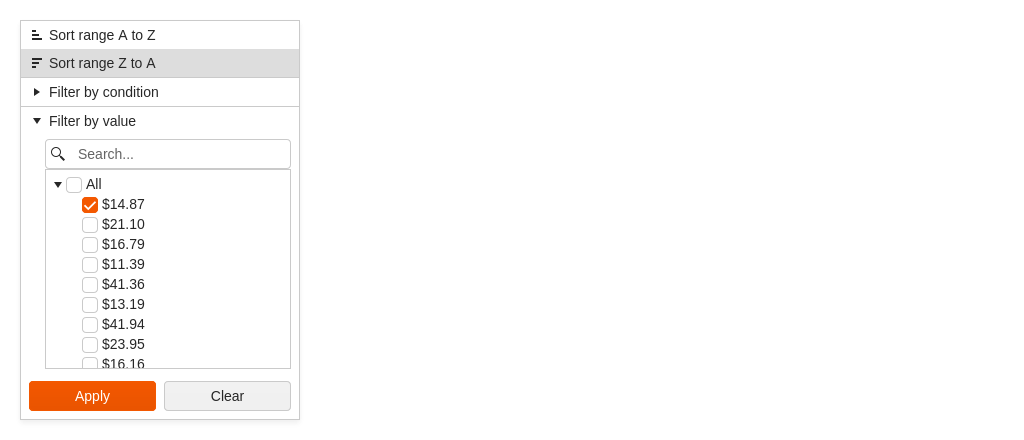 Sort range A to Z
Sort range Z to A
Filter by condition
Filter by value
Search...
All
$14.87
$21.10
$16.79
$11.39
$41.36
$13.19
$41.94
$23.95
$16.16
Apply
Clear